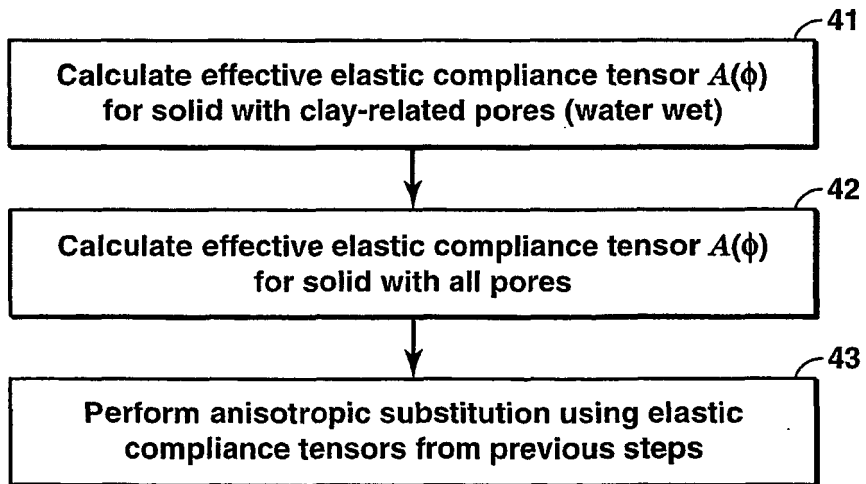 41
Calculate effective elastic compliance tensor A(ϕ)
for solid with clay-related pores (water wet)
42
Calculate effective elastic compliance tensor A(ϕ)
for solid with all pores
43
Perform anisotropic substitution using elastic
compliance tensors from previous steps